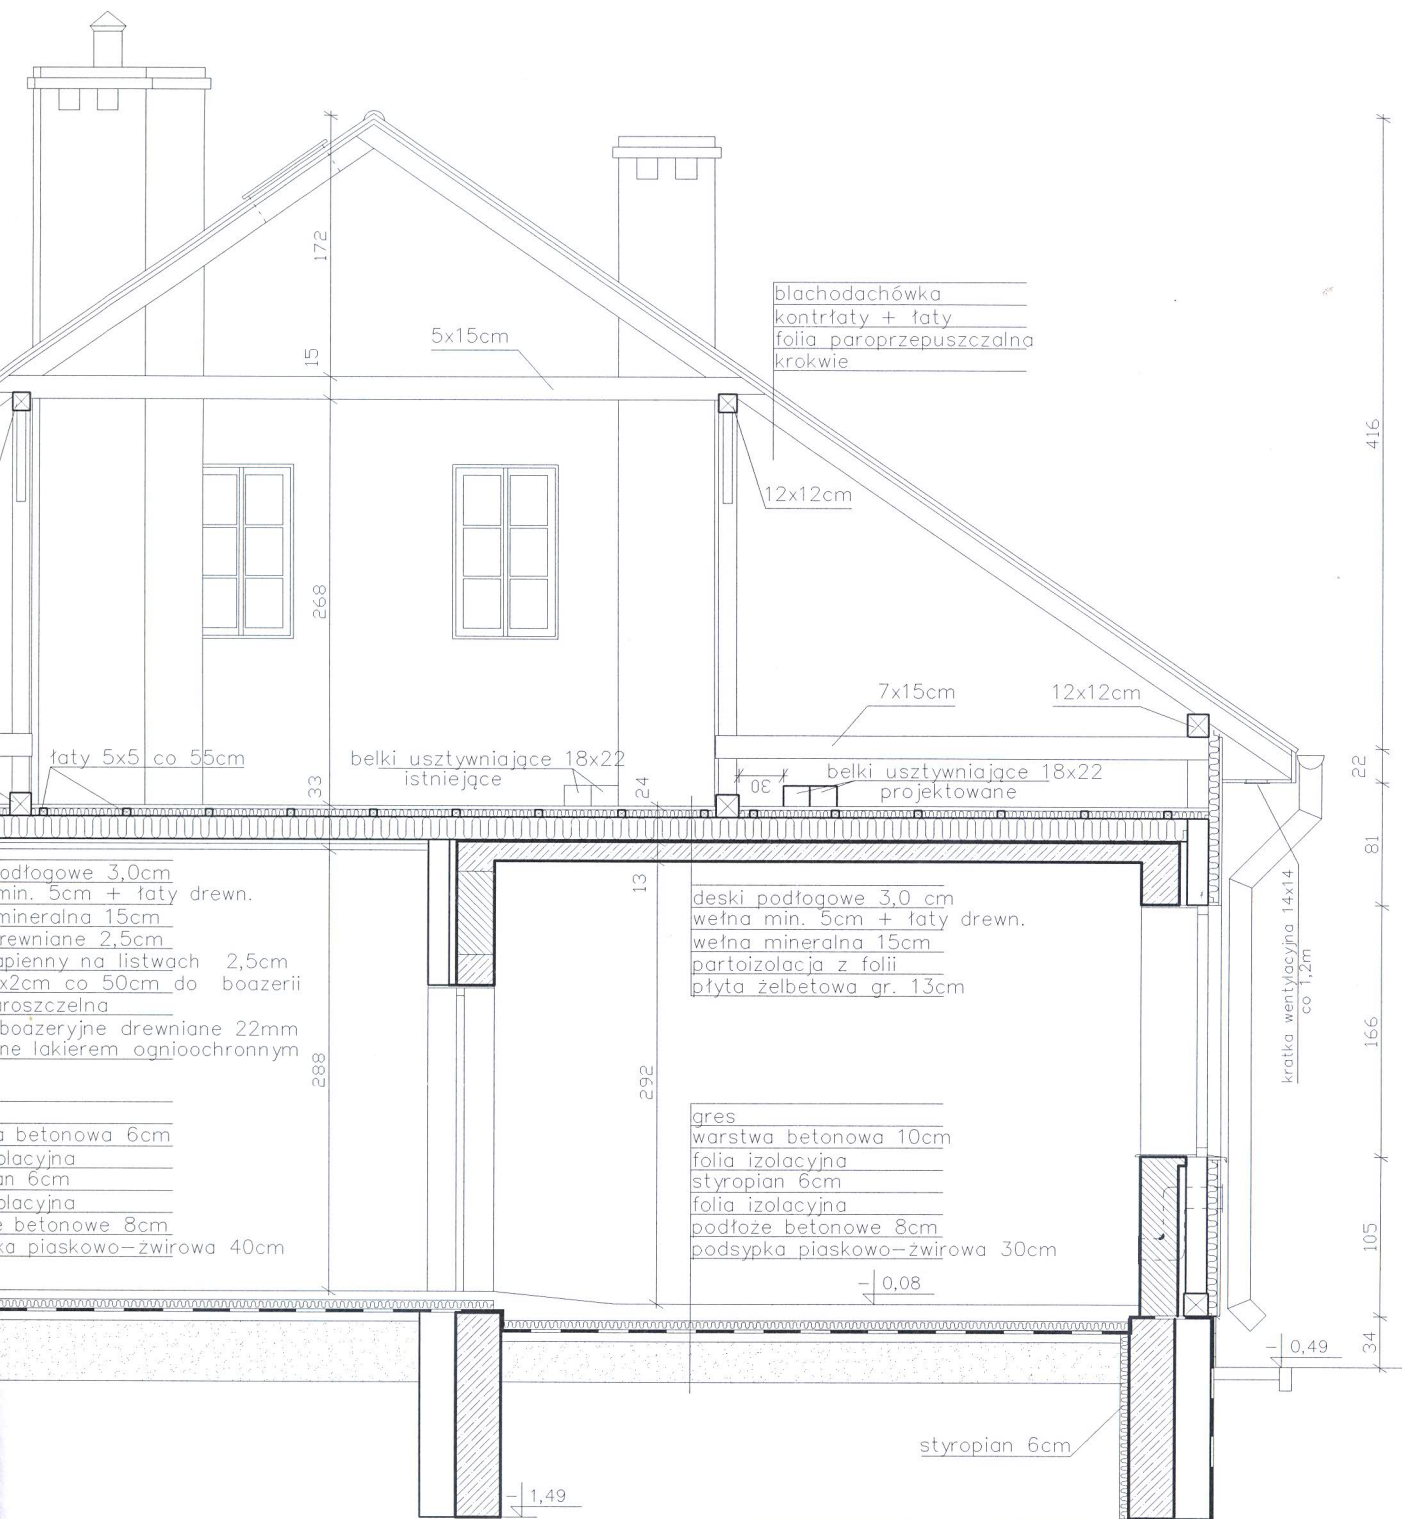 172
15
5x15cm
blachodachówka
kontrłaty + łaty
folia paroprzepuszczalna
krokwie
416
12x12cm
268
7x15cm
12x12cm
łaty 5x5 co 55cm
belki usztywniające 18x22
istniejące
33
24
30
belki usztywniające 18x22
projektowane
22
81
kratka wentylacyjna 14x14
co 1,2m
odłogowe 3,0cm
min. 5cm + łaty drewn.
mineralna 15cm
rewniane 2,5cm
apienny na listwach 2,5cm
x2cm co 50cm do boazerii
roszczelna
boazeryjne drewniane 22mm
ne lakierem ognioochronnym
13
deski podłogowe 3,0 cm
wełna min. 5cm + łaty drewn.
wełna mineralna 15cm
partoizolacja z folii
płyta żelbetowa gr. 13cm
288
292
166
a betonowa 6cm
olacyjna
an 6cm
olacyjna
e betonowe 8cm
ka piaskowo-żwirowa 40cm
gres
warstwa betonowa 10cm
folia izolacyjna
styropian 6cm
folia izolacyjna
podłoże betonowe 8cm
podsypka piaskowo-żwirowa 30cm
105
- 0,08
34
- 0,49
styropian 6cm
- 1,49